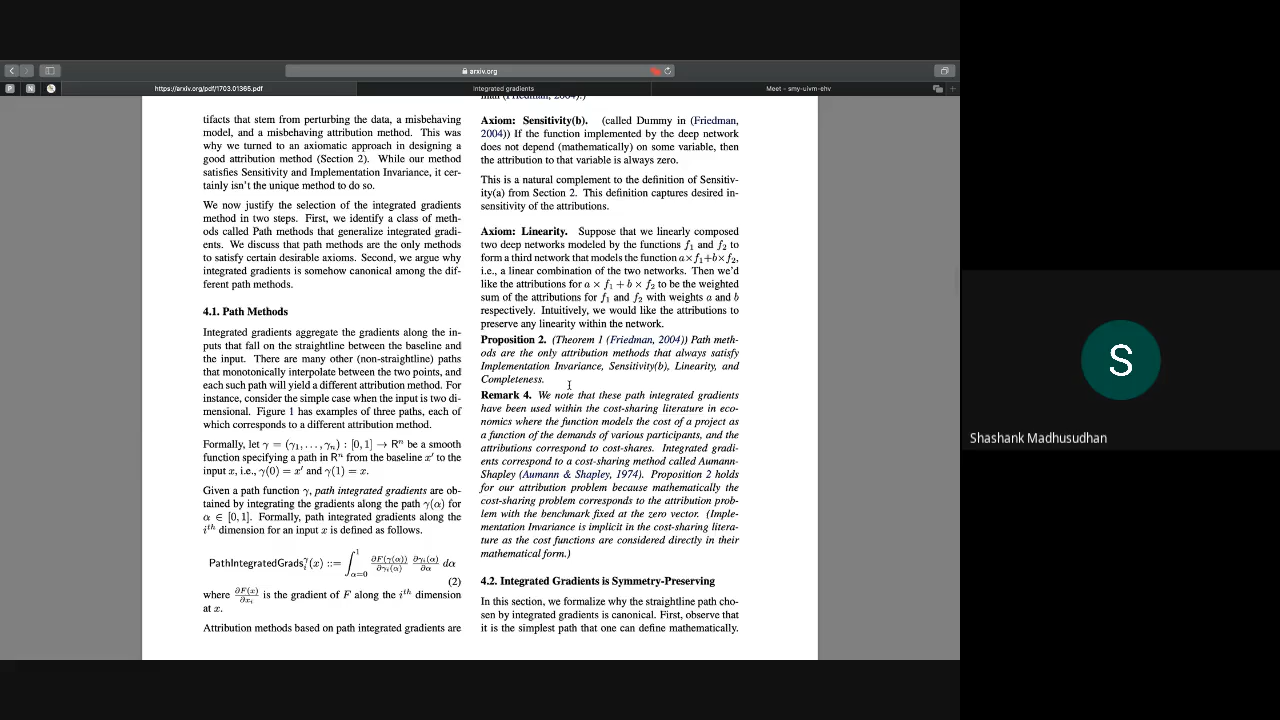 arxiv.org
https://arxiv.org/pdf/1703.01365.pdf
Integrated gradients
Meet – smy-uivm-ehv
tifacts that stem from perturbing the data, a misbehaving
model, and a misbehaving attribution method. This was
why we turned to an axiomatic approach in designing a
good attribution method (Section 2). While our method
satisfies Sensitivity and Implementation Invariance, it cer-
tainly isn't the unique method to do so.
We now justify the selection of the integrated gradients
method in two steps. First, we identify a class of meth-
ods called Path methods that generalize integrated gradi-
ents. We discuss that path methods are the only methods
to satisfy certain desirable axioms. Second, we argue why
integrated gradients is somehow canonical among the dif-
ferent path methods.
4.1. Path Methods
Integrated gradients aggregate the gradients along the in-
puts that fall on the straightline between the baseline and
the input. There are many other (non-straightline) paths
that monotonically interpolate between the two points, and
each such path will yield a different attribution method. For
instance, consider the simple case when the input is two di-
mensional. Figure 1 has examples of three paths, each of
which corresponds to a different attribution method.
Formally, let γ = (γ₁, . . . , γₙ) : [0, 1] → Rⁿ be a smooth
function specifying a path in Rⁿ from the baseline x′ to the
input x, i.e., γ(0) = x′ and γ(1) = x.
Given a path function γ, path integrated gradients are ob-
tained by integrating the gradients along the path γ(α) for
α ∈ [0, 1]. Formally, path integrated gradients along the
iᵗʰ dimension for an input x is defined as follows.
PathIntegratedGradsᵢᵞ(x) ::= ∫¹_{α=0} ∂F(γ(α))/∂γᵢ(α) ∂γᵢ(α)/∂α dα
(2)
where ∂F(x)/∂xᵢ is the gradient of F along the iᵗʰ dimension
at x.
Attribution methods based on path integrated gradients are
man (Friedman, 2004).)
Axiom: Sensitivity(b). (called Dummy in (Friedman,
2004)) If the function implemented by the deep network
does not depend (mathematically) on some variable, then
the attribution to that variable is always zero.
This is a natural complement to the definition of Sensitiv-
ity(a) from Section 2. This definition captures desired in-
sensitivity of the attributions.
Axiom: Linearity. Suppose that we linearly composed
two deep networks modeled by the functions f₁ and f₂ to
form a third network that models the function a×f₁+b×f₂,
i.e., a linear combination of the two networks. Then we'd
like the attributions for a × f₁ + b × f₂ to be the weighted
sum of the attributions for f₁ and f₂ with weights a and b
respectively. Intuitively, we would like the attributions to
preserve any linearity within the network.
Proposition 2. (Theorem 1 (Friedman, 2004)) Path meth-
ods are the only attribution methods that always satisfy
Implementation Invariance, Sensitivity(b), Linearity, and
Completeness.
Remark 4. We note that these path integrated gradients
have been used within the cost-sharing literature in eco-
nomics where the function models the cost of a project as
a function of the demands of various participants, and the
attributions correspond to cost-shares. Integrated gradi-
ents correspond to a cost-sharing method called Aumann-
Shapley (Aumann & Shapley, 1974). Proposition 2 holds
for our attribution problem because mathematically the
cost-sharing problem corresponds to the attribution prob-
lem with the benchmark fixed at the zero vector. (Imple-
mentation Invariance is implicit in the cost-sharing litera-
ture as the cost functions are considered directly in their
mathematical form.)
4.2. Integrated Gradients is Symmetry-Preserving
In this section, we formalize why the straightline path cho-
sen by integrated gradients is canonical. First, observe that
it is the simplest path that one can define mathematically.
S
Shashank Madhusudhan